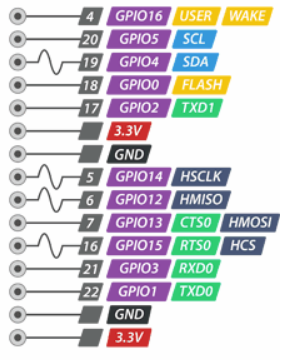 4 GPIO16 USER WAKE
20 GPIO5 SCL
19 GPIO4 SDA
18 GPIO0 FLASH
17 GPIO2 TXD1
3.3V
GND
5 GPIO14 HSCLK
6 GPIO12 HMISO
7 GPIO13 CTS0 HMOSI
16 GPIO15 RTS0 HCS
21 GPIO3 RXD0
22 GPIO1 TXD0
GND
3.3V